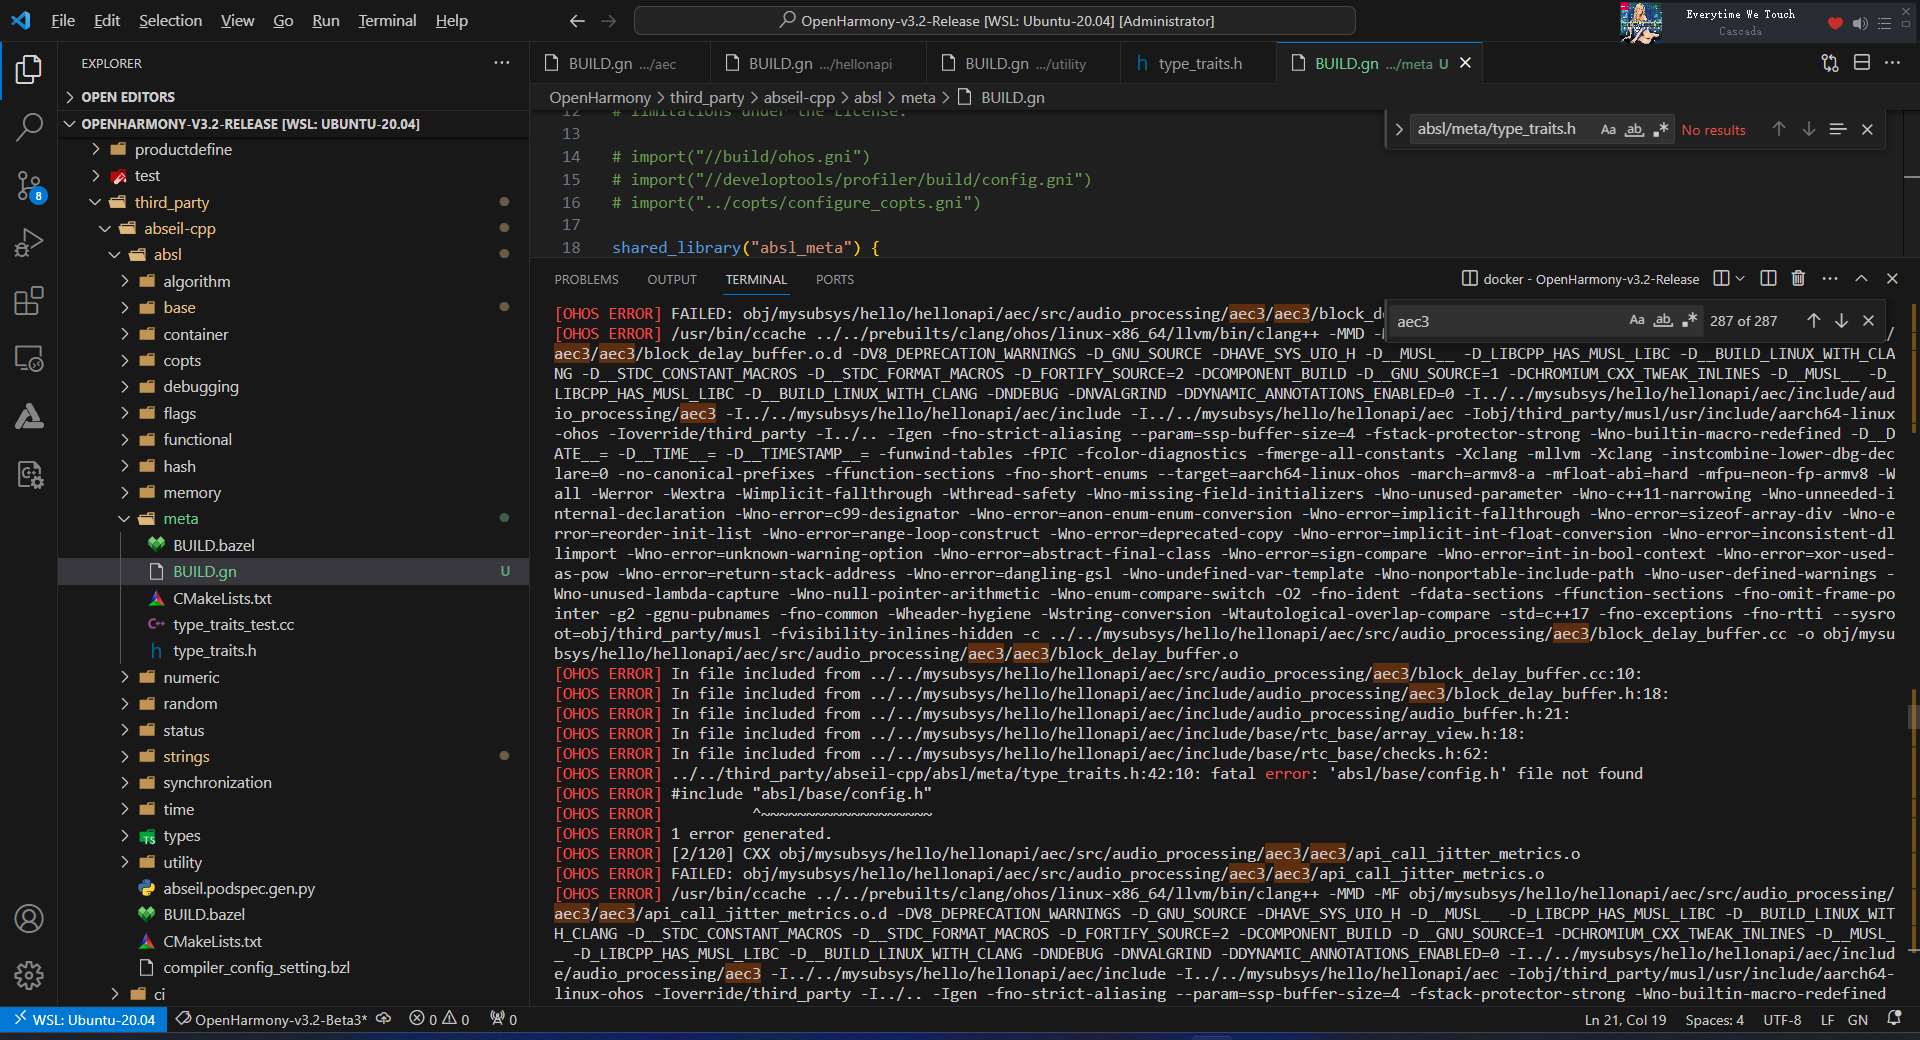 File Edit Selection View Go Run Terminal Help
OpenHarmony-v3.2-Release [WSL: Ubuntu-20.04] [Administrator]
Everytime We Touch
Cascada
EXPLORER
OPEN EDITORS
OPENHARMONY-V3.2-RELEASE [WSL: UBUNTU-20.04]
productdefine
test
third_party
abseil-cpp
absl
algorithm
base
container
copts
debugging
flags
functional
hash
memory
meta
BUILD.bazel
BUILD.gn U
CMakeLists.txt
type_traits_test.cc
type_traits.h
numeric
random
status
strings
synchronization
time
types
utility
abseil.podspec.gen.py
BUILD.bazel
CMakeLists.txt
compiler_config_setting.bzl
ci
BUILD.gn .../aec
BUILD.gn .../hellonapi
BUILD.gn .../utility
type_traits.h
BUILD.gn .../meta U
OpenHarmony > third_party > abseil-cpp > absl > meta > BUILD.gn
absl/meta/type_traits.h Aa ab No results
12 # limitations under the License.
13
14 # import("//build/ohos.gni")
15 # import("//developtools/profiler/build/config.gni")
16 # import("../copts/configure_copts.gni")
17
18 shared_library("absl_meta") {
PROBLEMS OUTPUT TERMINAL PORTS
docker - OpenHarmony-v3.2-Release
aec3 Aa ab 287 of 287
[OHOS ERROR] FAILED: obj/mysubsys/hello/hellonapi/aec/src/audio_processing/aec3/aec3/block_d
[OHOS ERROR] /usr/bin/ccache ../../prebuilts/clang/ohos/linux-x86_64/llvm/bin/clang++ -MMD -
aec3/aec3/block_delay_buffer.o.d -DV8_DEPRECATION_WARNINGS -D_GNU_SOURCE -DHAVE_SYS_UIO_H -D__MUSL__ -D_LIBCPP_HAS_MUSL_LIBC -D__BUILD_LINUX_WITH_CLA
NG -D__STDC_CONSTANT_MACROS -D__STDC_FORMAT_MACROS -D_FORTIFY_SOURCE=2 -DCOMPONENT_BUILD -D__GNU_SOURCE=1 -DCHROMIUM_CXX_TWEAK_INLINES -D__MUSL__ -D_
LIBCPP_HAS_MUSL_LIBC -D__BUILD_LINUX_WITH_CLANG -DNDEBUG -DNVALGRIND -DDYNAMIC_ANNOTATIONS_ENABLED=0 -I../../mysubsys/hello/hellonapi/aec/include/aud
io_processing/aec3 -I../../mysubsys/hello/hellonapi/aec/include -I../../mysubsys/hello/hellonapi/aec -Iobj/third_party/musl/usr/include/aarch64-linux
-ohos -Ioverride/third_party -I../.. -Igen -fno-strict-aliasing --param=ssp-buffer-size=4 -fstack-protector-strong -Wno-builtin-macro-redefined -D__D
ATE__= -D__TIME__= -D__TIMESTAMP__= -funwind-tables -fPIC -fcolor-diagnostics -fmerge-all-constants -Xclang -mllvm -Xclang -instcombine-lower-dbg-dec
lare=0 -no-canonical-prefixes -ffunction-sections -fno-short-enums --target=aarch64-linux-ohos -march=armv8-a -mfloat-abi=hard -mfpu=neon-fp-armv8 -W
all -Werror -Wextra -Wimplicit-fallthrough -Wthread-safety -Wno-missing-field-initializers -Wno-unused-parameter -Wno-c++11-narrowing -Wno-unneeded-i
nternal-declaration -Wno-error=c99-designator -Wno-error=anon-enum-enum-conversion -Wno-error=implicit-fallthrough -Wno-error=sizeof-array-div -Wno-e
rror=reorder-init-list -Wno-error=range-loop-construct -Wno-error=deprecated-copy -Wno-error=implicit-int-float-conversion -Wno-error=inconsistent-dl
limport -Wno-error=unknown-warning-option -Wno-error=abstract-final-class -Wno-error=sign-compare -Wno-error=int-in-bool-context -Wno-error=xor-used-
as-pow -Wno-error=return-stack-address -Wno-error=dangling-gsl -Wno-undefined-var-template -Wno-nonportable-include-path -Wno-user-defined-warnings -
Wno-unused-lambda-capture -Wno-null-pointer-arithmetic -Wno-enum-compare-switch -O2 -fno-ident -fdata-sections -ffunction-sections -fno-omit-frame-po
inter -g2 -ggnu-pubnames -fno-common -Wheader-hygiene -Wstring-conversion -Wtautological-overlap-compare -std=c++17 -fno-exceptions -fno-rtti --sysro
ot=obj/third_party/musl -fvisibility-inlines-hidden -c ../../mysubsys/hello/hellonapi/aec/src/audio_processing/aec3/block_delay_buffer.cc -o obj/mysu
bsys/hello/hellonapi/aec/src/audio_processing/aec3/aec3/block_delay_buffer.o
[OHOS ERROR] In file included from ../../mysubsys/hello/hellonapi/aec/src/audio_processing/aec3/block_delay_buffer.cc:10:
[OHOS ERROR] In file included from ../../mysubsys/hello/hellonapi/aec/include/audio_processing/aec3/block_delay_buffer.h:18:
[OHOS ERROR] In file included from ../../mysubsys/hello/hellonapi/aec/include/audio_processing/audio_buffer.h:21:
[OHOS ERROR] In file included from ../../mysubsys/hello/hellonapi/aec/include/base/rtc_base/array_view.h:18:
[OHOS ERROR] In file included from ../../mysubsys/hello/hellonapi/aec/include/base/rtc_base/checks.h:62:
[OHOS ERROR] ../../third_party/abseil-cpp/absl/meta/type_traits.h:42:10: fatal error: 'absl/base/config.h' file not found
[OHOS ERROR] #include "absl/base/config.h"
[OHOS ERROR] ^~~~~~~~~~~~~~~~~~~~
[OHOS ERROR] 1 error generated.
[OHOS ERROR] [2/120] CXX obj/mysubsys/hello/hellonapi/aec/src/audio_processing/aec3/aec3/api_call_jitter_metrics.o
[OHOS ERROR] FAILED: obj/mysubsys/hello/hellonapi/aec/src/audio_processing/aec3/aec3/api_call_jitter_metrics.o
[OHOS ERROR] /usr/bin/ccache ../../prebuilts/clang/ohos/linux-x86_64/llvm/bin/clang++ -MMD -MF obj/mysubsys/hello/hellonapi/aec/src/audio_processing/
aec3/aec3/api_call_jitter_metrics.o.d -DV8_DEPRECATION_WARNINGS -D_GNU_SOURCE -DHAVE_SYS_UIO_H -D__MUSL__ -D_LIBCPP_HAS_MUSL_LIBC -D__BUILD_LINUX_WIT
H_CLANG -D__STDC_CONSTANT_MACROS -D__STDC_FORMAT_MACROS -D_FORTIFY_SOURCE=2 -DCOMPONENT_BUILD -D__GNU_SOURCE=1 -DCHROMIUM_CXX_TWEAK_INLINES -D__MUSL_
_ -D_LIBCPP_HAS_MUSL_LIBC -D__BUILD_LINUX_WITH_CLANG -DNDEBUG -DNVALGRIND -DDYNAMIC_ANNOTATIONS_ENABLED=0 -I../../mysubsys/hello/hellonapi/aec/includ
e/audio_processing/aec3 -I../../mysubsys/hello/hellonapi/aec/include -I../../mysubsys/hello/hellonapi/aec -Iobj/third_party/musl/usr/include/aarch64-
linux-ohos -Ioverride/third_party -I../.. -Igen -fno-strict-aliasing --param=ssp-buffer-size=4 -fstack-protector-strong -Wno-builtin-macro-redefined
8
WSL: Ubuntu-20.04 OpenHarmony-v3.2-Beta3* 0 0 0
Ln 21, Col 19 Spaces: 4 UTF-8 LF GN